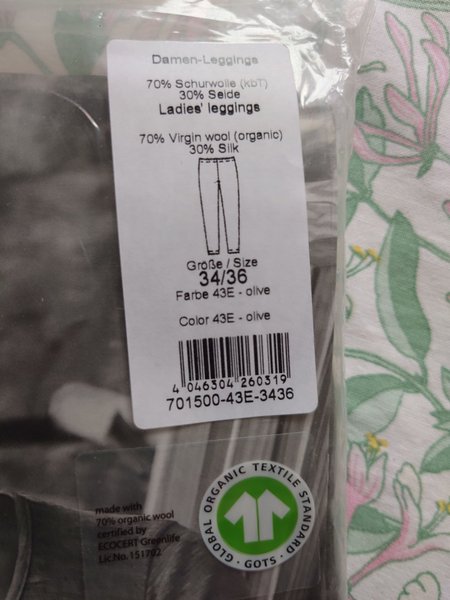 Damen-Leggings
70% Schurwolle (kbT)
30% Seide
Ladies' leggings
70% Virgin wool (organic)
30% Silk
Größe / Size
34/36
Farbe 43E - olive
Color 43E - olive
4 046304 260319
701500-43E-3436
made with
70% organic wool
certified by
ECOCERT Greenlife
Lic.No. 151702
GLOBAL ORGANIC TEXTILE STANDARD
· GOTS ·